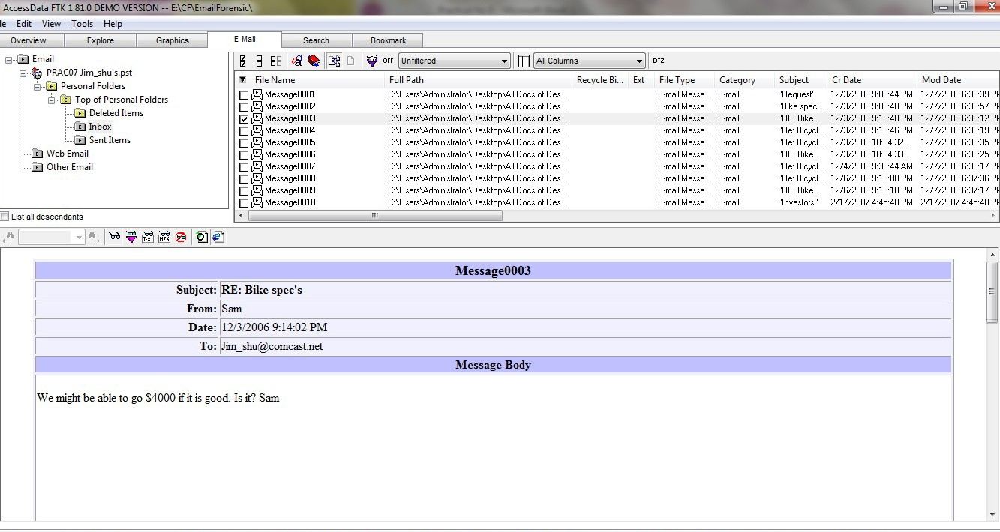 AccessData FTK 1.81.0 DEMO VERSION -- E:\CF\EmailForensic\
le Edit View Tools Help
Overview Explore Graphics E-Mail Search Bookmark
Email
PRAC07 Jim_shu's.pst
Personal Folders
Top of Personal Folders
Deleted Items
Inbox
Sent Items
Web Email
Other Email
List all descendants
OFF Unfiltered All Columns DTZ
File Name Full Path Recycle Bi... Ext File Type Category Subject Cr Date Mod Date
Message0001 C:\Users\Administrator\Desktop\All Docs of Des... E-mail Messa... E-mail "Request" 12/3/2006 9:06:44 PM 12/7/2006 6:39:39 PM
Message0002 C:\Users\Administrator\Desktop\All Docs of Des... E-mail Messa... E-mail "Bike spec... 12/3/2006 9:06:40 PM 12/7/2006 6:39:57 PM
Message0003 C:\Users\Administrator\Desktop\All Docs of Des... E-mail Messa... E-mail "RE: Bike ... 12/3/2006 9:16:48 PM 12/7/2006 6:39:12 PM
Message0004 C:\Users\Administrator\Desktop\All Docs of Des... E-mail Messa... E-mail "Re: Bicycl... 12/3/2006 9:16:46 PM 12/7/2006 6:39:19 PM
Message0005 C:\Users\Administrator\Desktop\All Docs of Des... E-mail Messa... E-mail "Re: Bicycl... 12/3/2006 10:04:32 ... 12/7/2006 6:38:35 PM
Message0006 C:\Users\Administrator\Desktop\All Docs of Des... E-mail Messa... E-mail "RE: Bike ... 12/3/2006 10:04:33 ... 12/7/2006 6:38:25 PM
Message0007 C:\Users\Administrator\Desktop\All Docs of Des... E-mail Messa... E-mail "Re: Bicycl... 12/4/2006 9:38:44 AM 12/7/2006 6:38:17 PM
Message0008 C:\Users\Administrator\Desktop\All Docs of Des... E-mail Messa... E-mail "Re: Bicycl... 12/6/2006 9:16:08 PM 12/7/2006 6:37:36 PM
Message0009 C:\Users\Administrator\Desktop\All Docs of Des... E-mail Messa... E-mail "RE: Bike ... 12/6/2006 9:16:10 PM 12/7/2006 6:37:17 PM
Message0010 C:\Users\Administrator\Desktop\All Docs of Des... E-mail Messa... E-mail "Investors" 2/17/2007 4:45:48 PM 2/17/2007 4:45:48 P
TEXT HEX
Message0003
Subject: RE: Bike spec's
From: Sam
Date: 12/3/2006 9:14:02 PM
To: Jim_shu@comcast.net
Message Body
We might be able to go $4000 if it is good. Is it? Sam